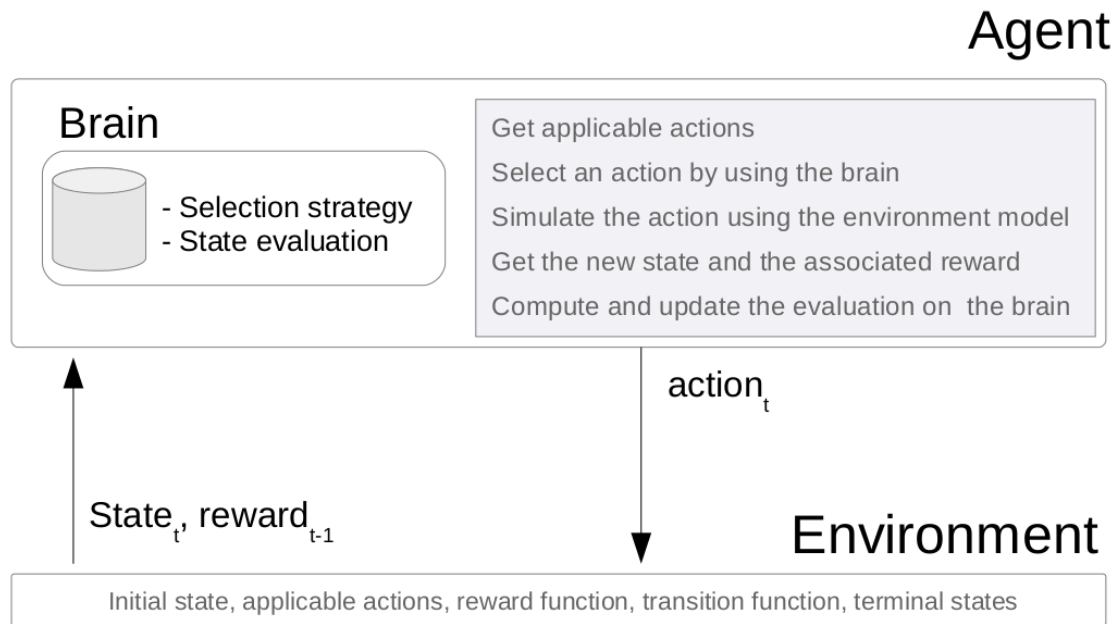 Agent
Brain
- Selection strategy
- State evaluation
Get applicable actions
Select an action by using the brain
Simulate the action using the environment model
Get the new state and the associated reward
Compute and update the evaluation on  the brain
action t
State t, reward t-1
Environment
Initial state, applicable actions, reward function, transition function, terminal states